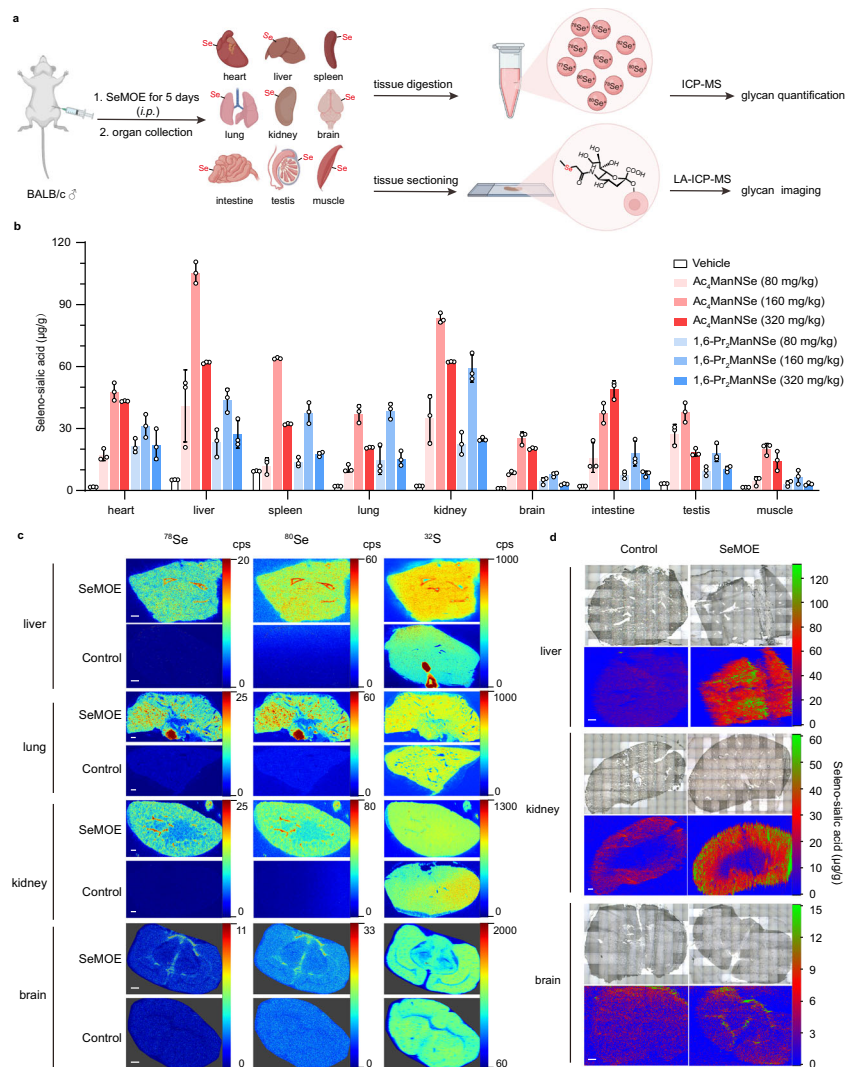 a
Se
Se
Se
heart
liver
spleen
Se
Se
Se
lung
kidney
brain
Se
Se
Se
intestine
testis
muscle
BALB/c ♂
1. SeMOE for 5 days
(i.p.)
2. organ collection
tissue digestion
ICP-MS
glycan quantification
tissue sectioning
HO
OH
OH
COOH
Se
N
H
O
HO
O
O
LA-ICP-MS
glycan imaging
b
Seleno-sialic acid (μg/g)
120
90
60
30
0
heart
liver
spleen
lung
kidney
brain
intestine
testis
muscle
Vehicle
Ac4ManNSe (80 mg/kg)
Ac4ManNSe (160 mg/kg)
Ac4ManNSe (320 mg/kg)
1,6-Pr2ManNSe (80 mg/kg)
1,6-Pr2ManNSe (160 mg/kg)
1,6-Pr2ManNSe (320 mg/kg)
c
78Se
cps
80Se
cps
32S
cps
liver
SeMOE
Control
20
0
60
0
1000
0
lung
SeMOE
Control
25
0
60
0
1000
0
kidney
SeMOE
Control
25
0
80
0
1300
0
brain
SeMOE
Control
11
0
33
0
2000
60
d
Control
SeMOE
liver
120
100
80
60
40
20
0
kidney
60
50
40
30
20
10
0
brain
15
12
9
6
3
0
Seleno-sialic acid (μg/g)